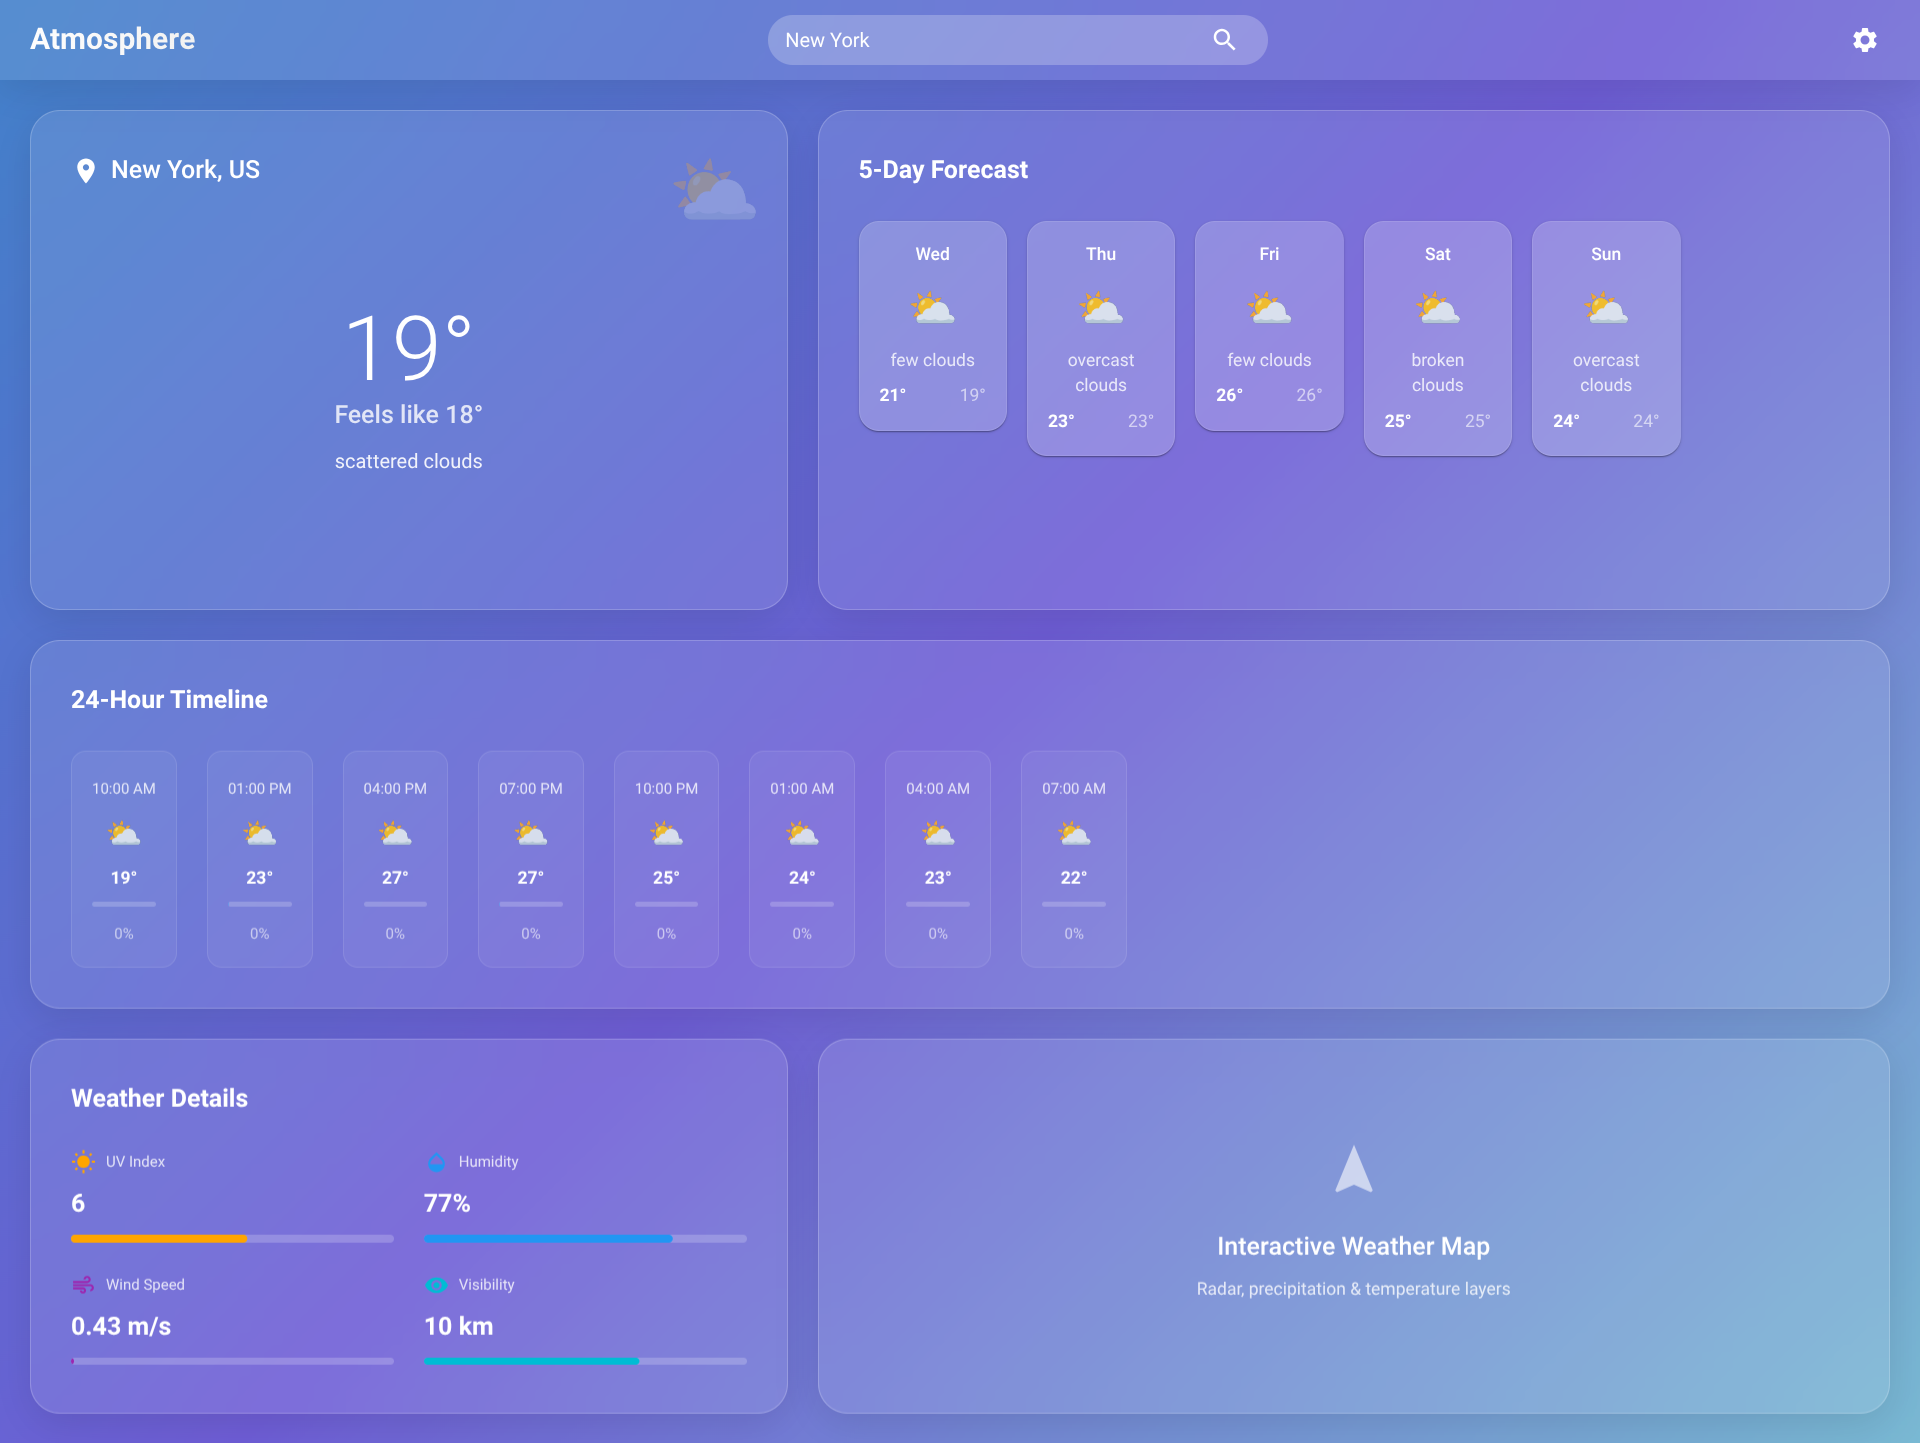 Atmosphere
New York
New York, US
19°
Feels like 18°
scattered clouds
5-Day Forecast
Wed
few clouds
21° 19°
Thu
overcast
clouds
23° 23°
Fri
few clouds
26° 26°
Sat
broken
clouds
25° 25°
Sun
overcast
clouds
24° 24°
24-Hour Timeline
10:00 AM
19°
0%
01:00 PM
23°
0%
04:00 PM
27°
0%
07:00 PM
27°
0%
10:00 PM
25°
0%
01:00 AM
24°
0%
04:00 AM
23°
0%
07:00 AM
22°
0%
Weather Details
UV Index
6
Humidity
77%
Wind Speed
0.43 m/s
Visibility
10 km
Interactive Weather Map
Radar, precipitation & temperature layers